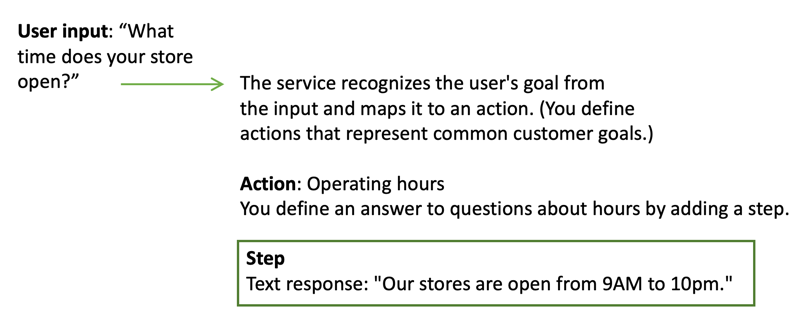 User input: “What
time does your store
open?”
The service recognizes the user's goal from
the input and maps it to an action. (You define
actions that represent common customer goals.)
Action: Operating hours
You define an answer to questions about hours by adding a step.
Step
Text response: "Our stores are open from 9AM to 10pm."